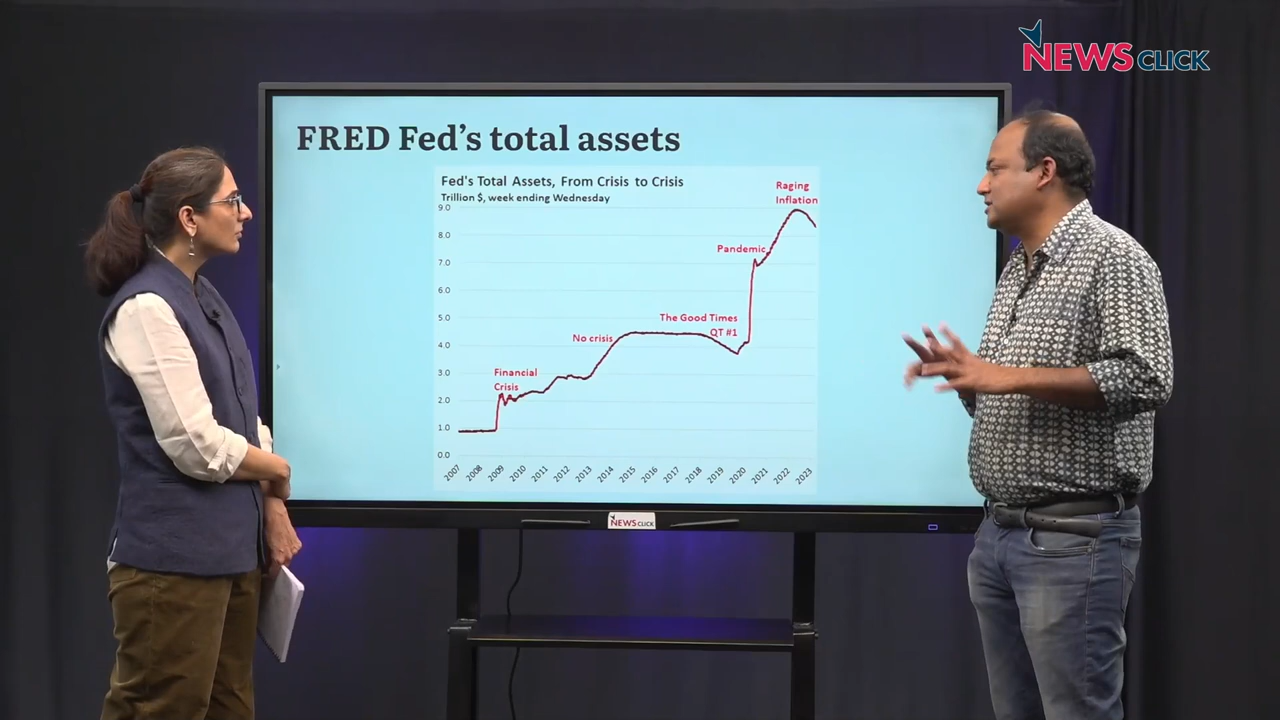 NEWSCLICK
FRED Fed's total assets
Fed's Total Assets, From Crisis to Crisis
Trillion $, week ending Wednesday
9.0
8.0
7.0
6.0
5.0
4.0
3.0
2.0
1.0
0.0
Raging
Inflation
Pandemic
The Good Times
QT #1
No crisis
Financial
Crisis
2007 2008 2009 2010 2011 2012 2013 2014 2015 2016 2017 2018 2019 2020 2021 2022 2023
NEWSCLICK